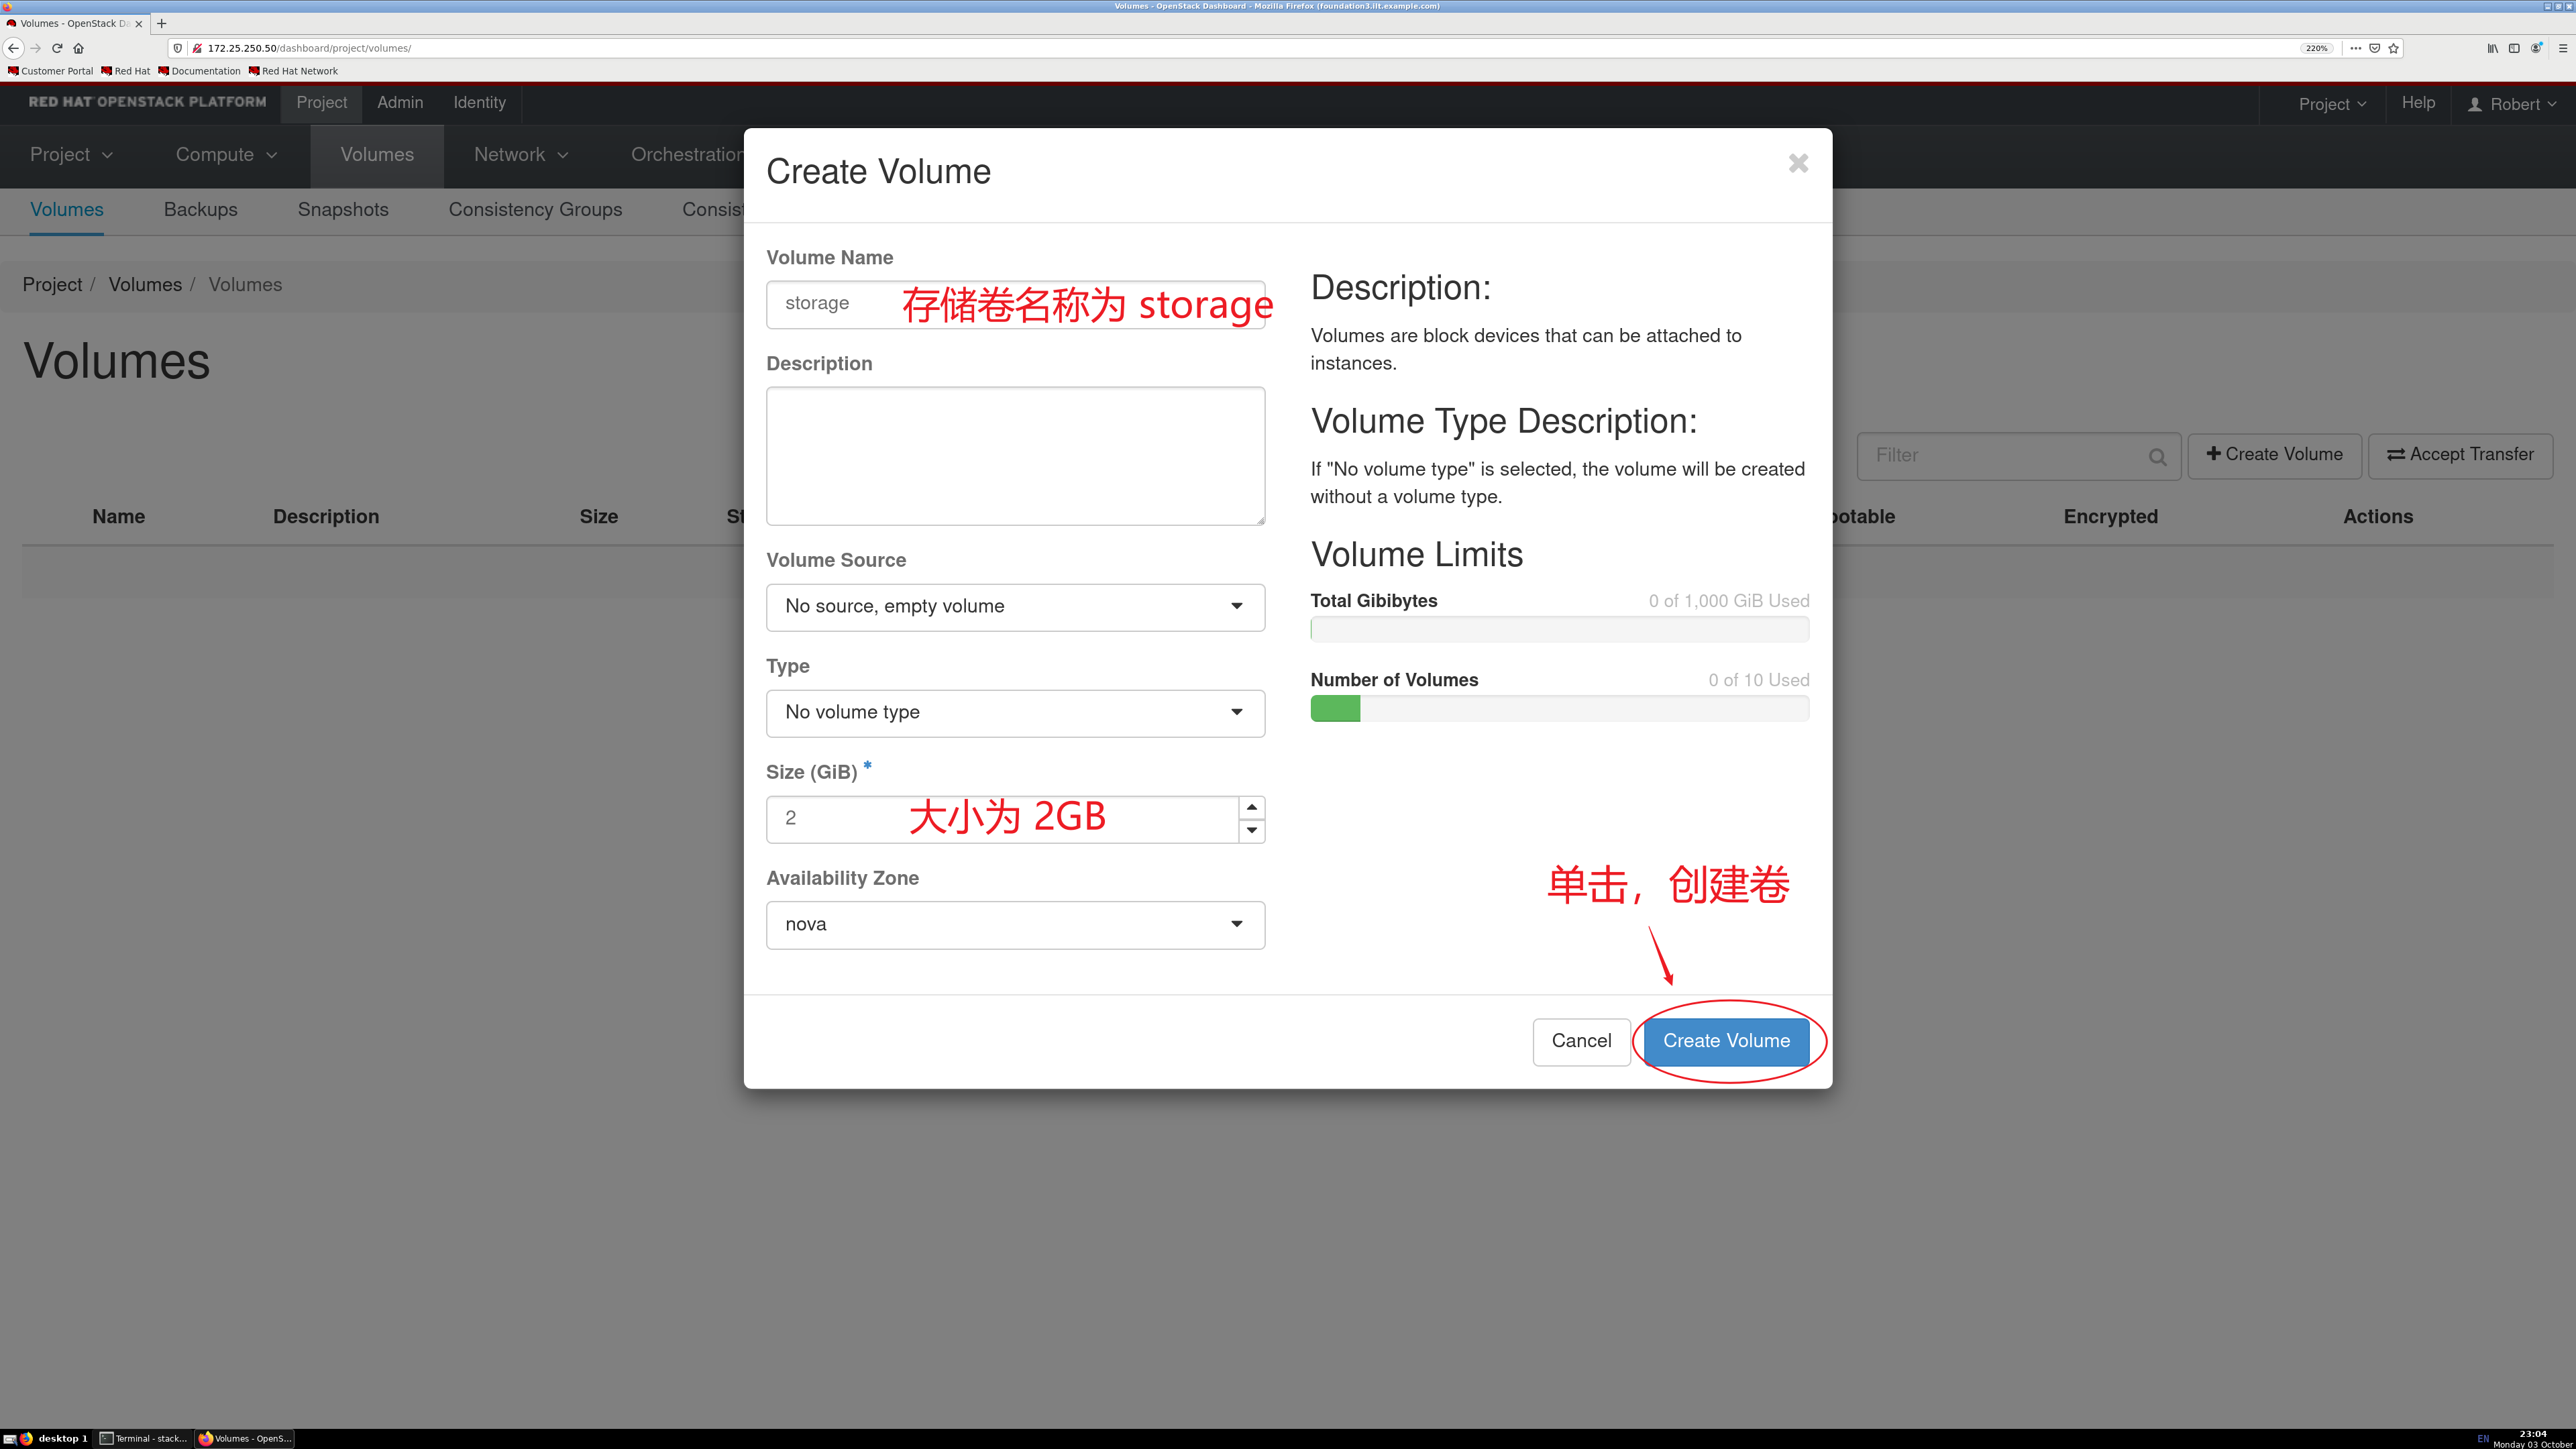 Volumes - OpenStack Dashboard - Mozilla Firefox (foundation3.ilt.example.com)
Volumes - OpenStack Da
172.25.250.50/dashboard/project/volumes/
220%
Customer Portal Red Hat Documentation Red Hat Network
RED HAT OPENSTACK PLATFORM Project Admin Identity Project Help Robert
Project Compute Volumes Network Orchestration
Volumes Backups Snapshots Consistency Groups Consist
Project / Volumes / Volumes
Volumes
Filter Create Volume Accept Transfer
Name Description Size St ootable Encrypted Actions
Create Volume
Volume Name
storage 存储卷名称为 storage
Description
Volume Source
No source, empty volume
Type
No volume type
Size (GiB) *
2 大小为 2GB
Availability Zone
nova
Description:
Volumes are block devices that can be attached to
instances.
Volume Type Description:
If "No volume type" is selected, the volume will be created
without a volume type.
Volume Limits
Total Gibibytes 0 of 1,000 GiB Used
Number of Volumes 0 of 10 Used
单击，创建卷
Cancel Create Volume
desktop 1 Terminal - stack... Volumes - OpenS... EN 23:04
Monday 03 October